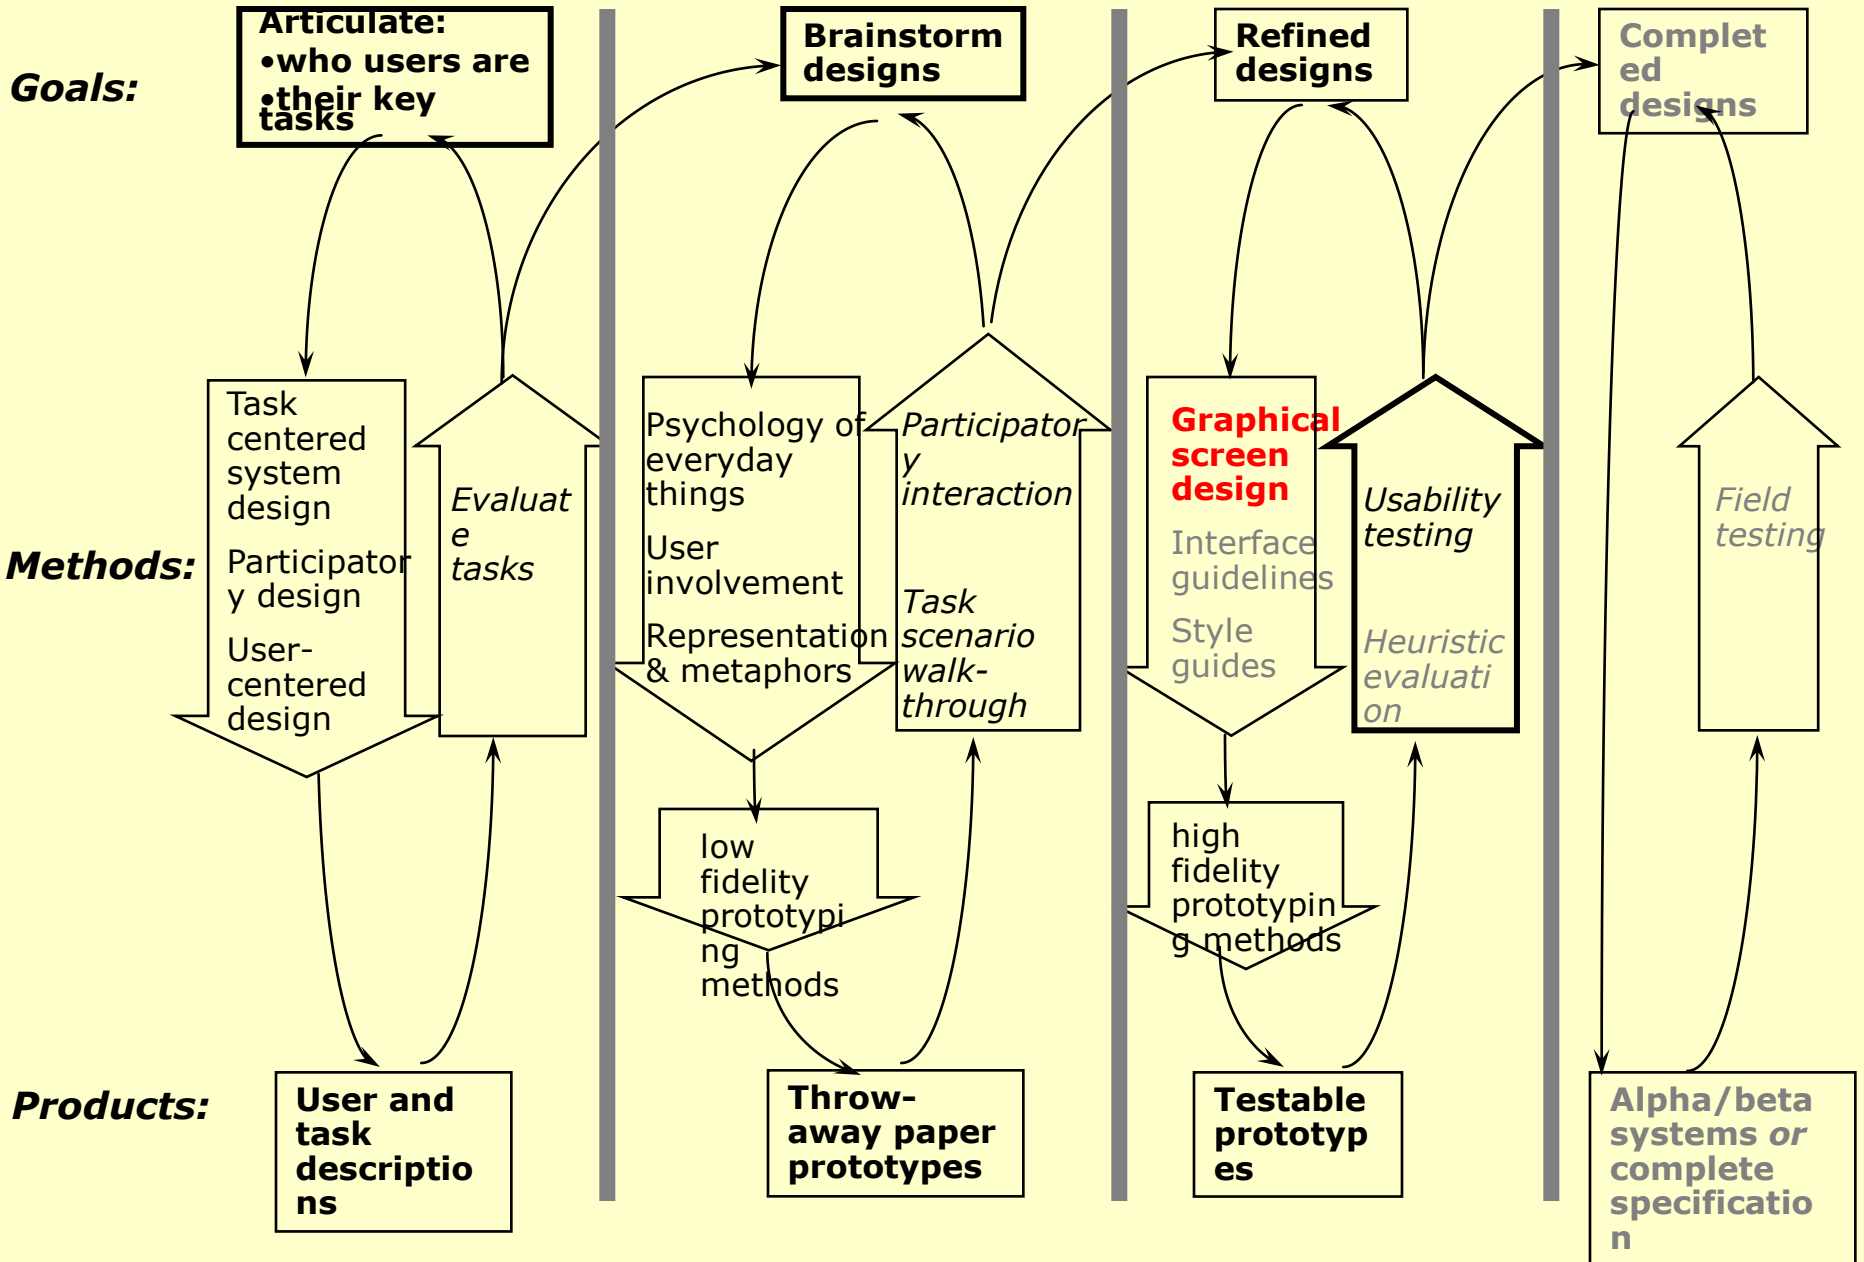 Goals:
Articulate:
•who users are
•their key
tasks
Brainstorm
designs
Refined
designs
Complet
ed
designs
Methods:
Task
centered
system
design
Participator
y design
User-
centered
design
Evaluat
e
tasks
Psychology of
everyday
things
User
involvement
Representation
& metaphors
Participator
y
interaction
Task
scenario
walk-
through
Graphical
screen
design
Interface
guidelines
Style
guides
Usability
testing
Heuristic
evaluati
on
Field
testing
low
fidelity
prototypi
ng
methods
high
fidelity
prototypin
g methods
Products:
User and
task
descriptio
ns
Throw-
away paper
prototypes
Testable
prototyp
es
Alpha/beta
systems or
complete
specificatio
n